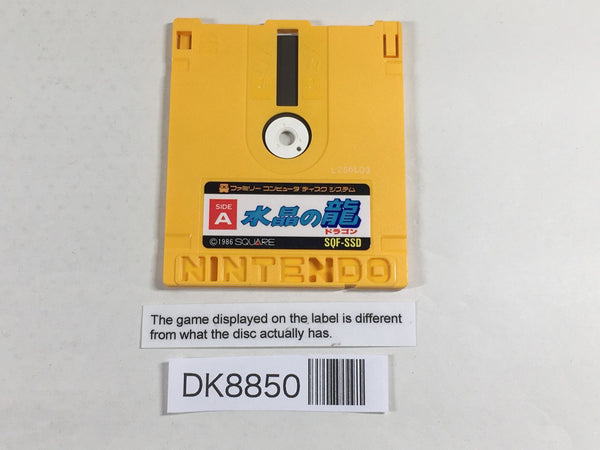 L286L03
ファミリー コンピュータ ディスク システム
SIDE A
水晶の龍
ドラゴン
©1986 SQUARE SQF-SSD
NINTENDO
The game displayed on the label is different
from what the disc actually has.
DK8850